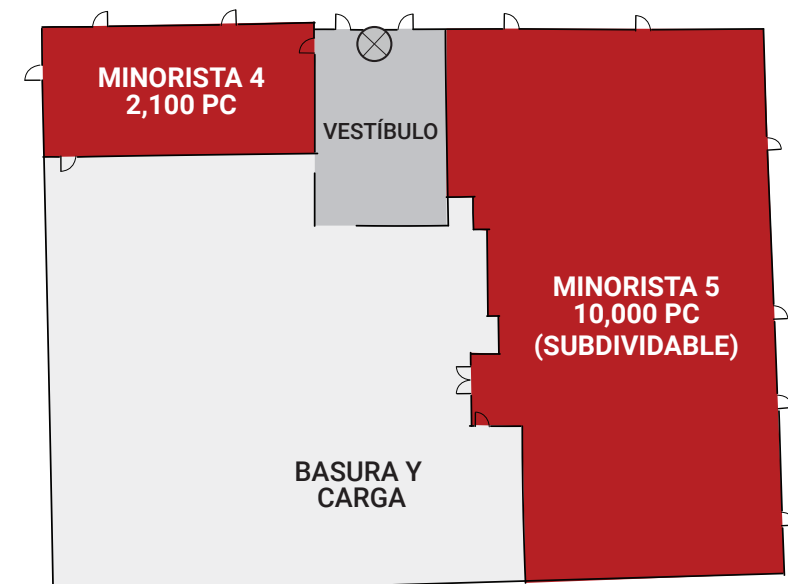 MINORISTA 4
2,100 PC
VESTÍBULO
MINORISTA 5
10,000 PC
(SUBDIVIDABLE)
BASURA Y
CARGA